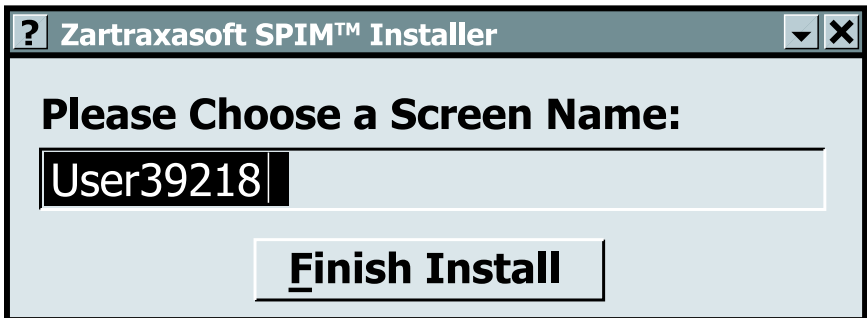 ? Zartraxasoft SPIM™ Installer
Please Choose a Screen Name:
User39218
Finish Install